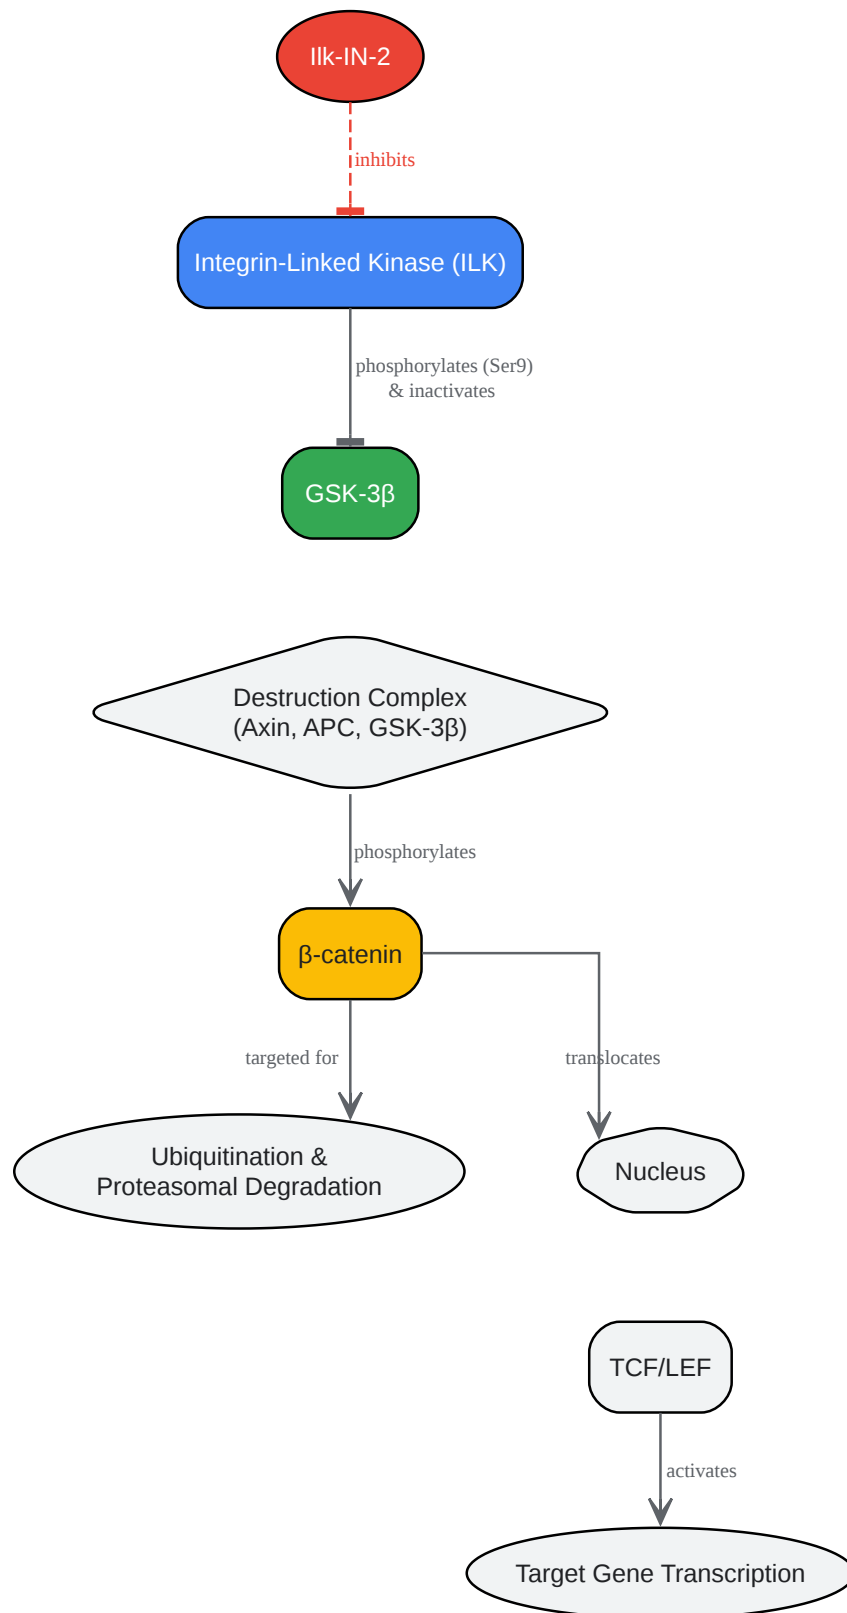 Ilk-IN-2
inhibits
Integrin-Linked Kinase (ILK)
phosphorylates (Ser9)
& inactivates
GSK-3β
Destruction Complex
(Axin, APC, GSK-3β)
phosphorylates
β-catenin
targeted for
translocates
Ubiquitination &
Proteasomal Degradation
Nucleus
TCF/LEF
activates
Target Gene Transcription